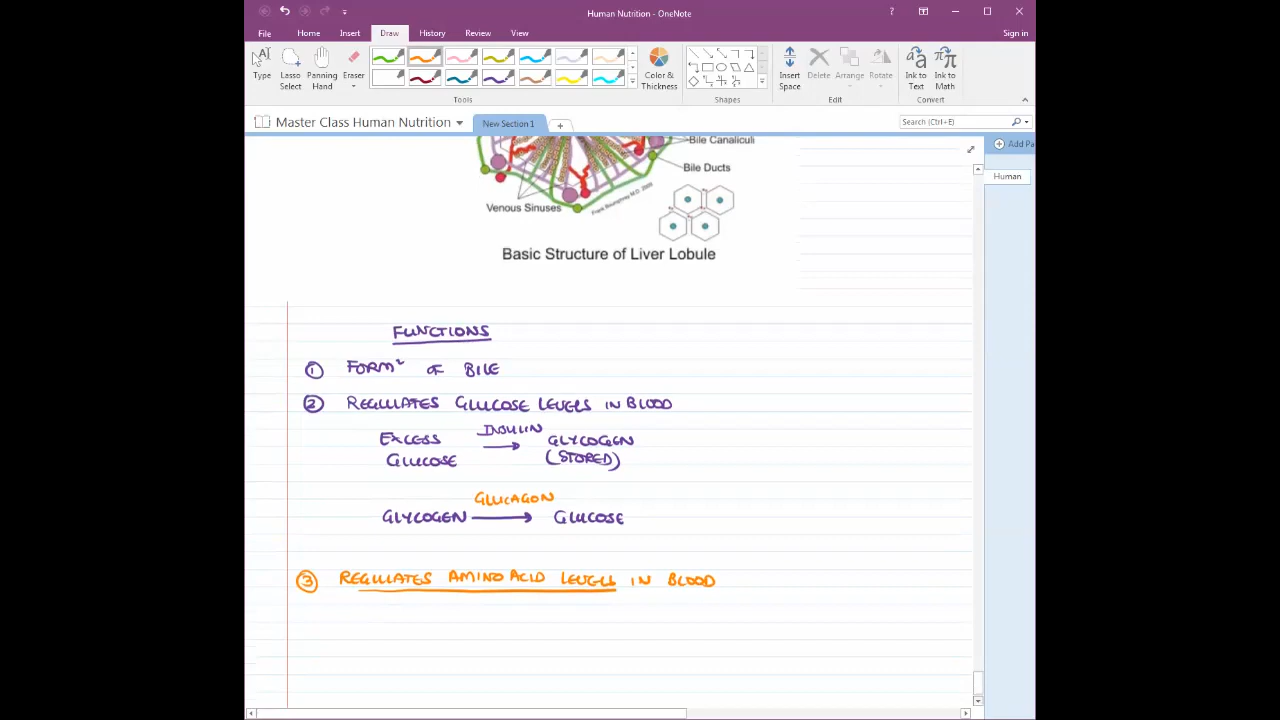 Human Nutrition - OneNote
File Home Insert Draw History Review View Sign in
Type
Lasso Select
Panning Hand
Eraser
Color & Thickness
Insert Space
Delete
Arrange
Rotate
Ink to Text
Ink to Math
Tools Shapes Edit Convert
Master Class Human Nutrition
New Section 1
Search (Ctrl+E)
Add Pa
Human
Bile Canaliculi
Bile Ducts
Venous Sinuses
Basic Structure of Liver Lobule
FUNCTIONS
① FORMⁿ OF BILE
② REGULATES GLUCOSE LEVELS IN BLOOD
EXCESS GLUCOSE INSULIN → GLYCOGEN (STORED)
GLYCOGEN GLUCAGON → GLUCOSE
③ REGULATES AMINO ACID LEVELS IN BLOOD